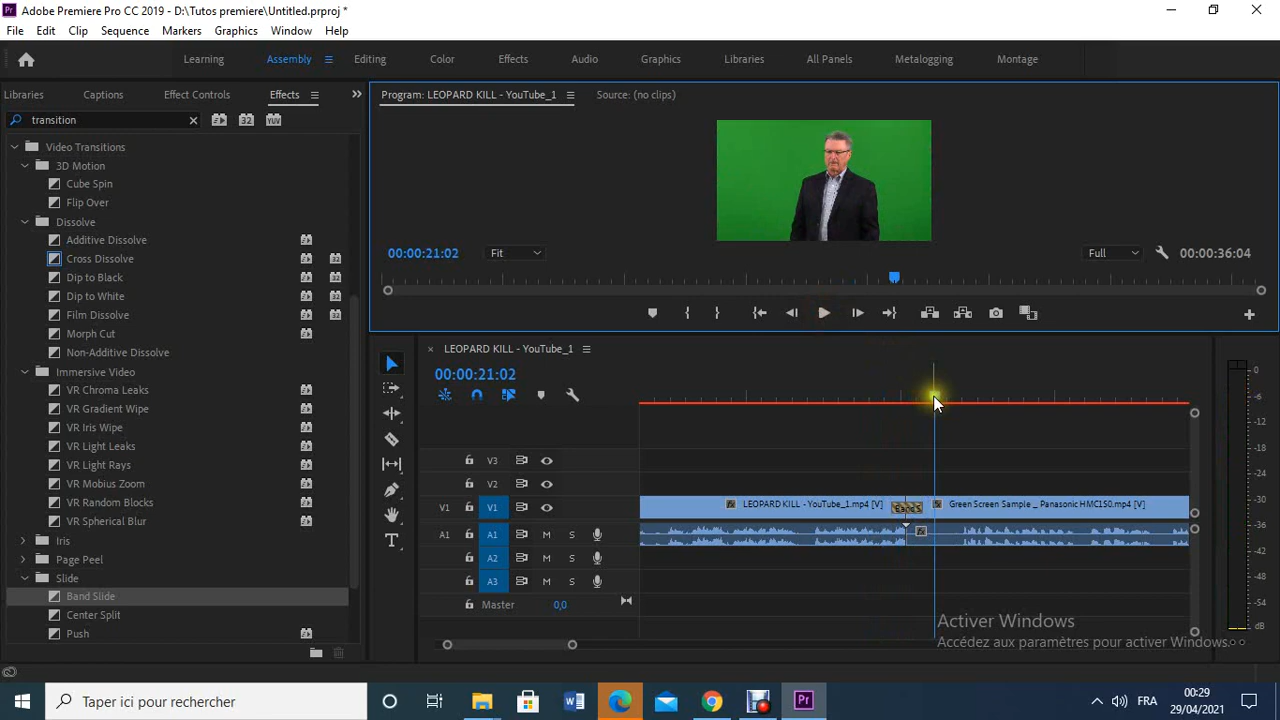 Pr Adobe Premiere Pro CC 2019 - D:\Tutos premiere\Untitled.prproj *
File Edit Clip Sequence Markers Graphics Window Help
Learning Assembly Editing Color Effects Audio Graphics Libraries All Panels Metalogging Montage
Libraries Captions Effect Controls Effects
transition
32 YUV
Video Transitions
3D Motion
Cube Spin
Flip Over
Dissolve
Additive Dissolve
Cross Dissolve
Dip to Black
Dip to White
Film Dissolve
Morph Cut
Non-Additive Dissolve
Immersive Video
VR Chroma Leaks
VR Gradient Wipe
VR Iris Wipe
VR Light Leaks
VR Light Rays
VR Mobius Zoom
VR Random Blocks
VR Spherical Blur
Iris
Page Peel
Slide
Band Slide
Center Split
Push
Program: LEOPARD KILL - YouTube_1 Source: (no clips)
00:00:21:02 Fit Full 00:00:36:04
LEOPARD KILL - YouTube_1
00:00:21:02
V3
V2
V1 V1 LEOPARD KILL - YouTube_1.mp4 [V] Band S Green Screen Sample _ Panasonic HMC150.mp4 [V]
A1 A1 M S
A2 M S
A3 M S
Master 0,0
0
-6
-12
-18
-24
-30
-36
-42
-48
-54
dB
Activer Windows
Accédez aux paramètres pour activer Windows.
Taper ici pour rechercher
W Pr FRA 00:29
29/04/2021